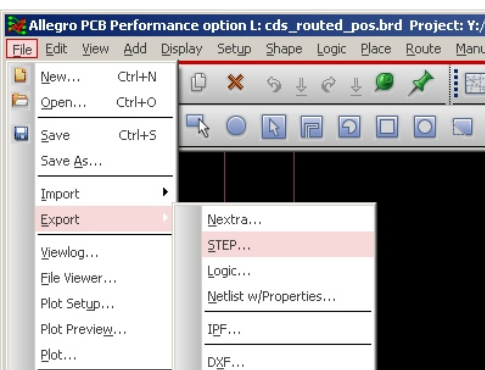 Allegro PCB Performance option L: cds_routed_pos.brd Project: Y:/
File Edit View Add Display Setup Shape Logic Place Route Manu
New... Ctrl+N
Open... Ctrl+O
Save Ctrl+S
Save As...
Import
Export
Viewlog...
File Viewer...
Plot Setup...
Plot Preview...
Plot...
Nextra...
STEP...
Logic...
Netlist w/Properties...
IPF...
DXF...